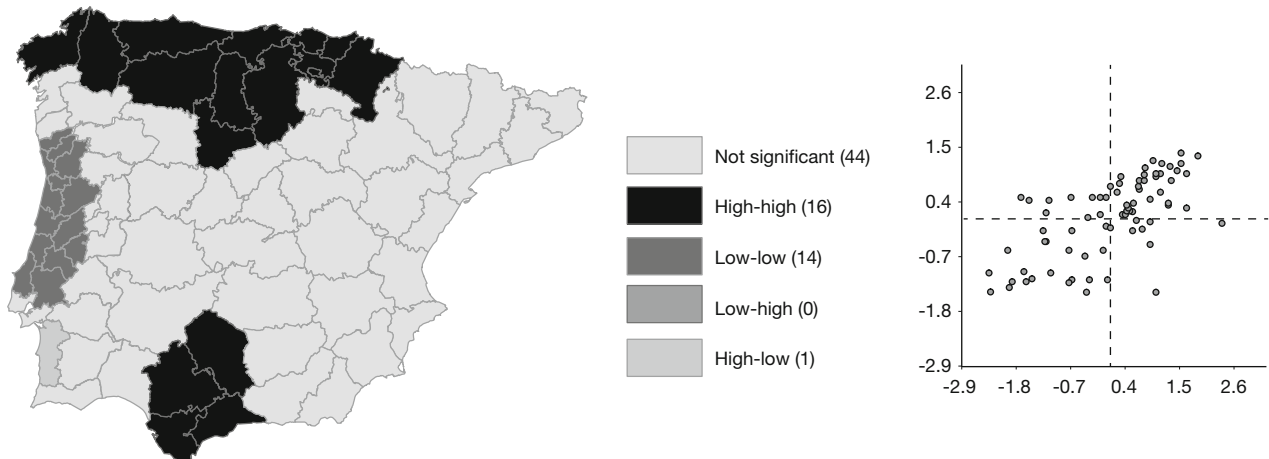 Not significant (44)
High-high (16)
Low-low (14)
Low-high (0)
High-low (1)
2.6
1.5
0.4
-0.7
-1.8
-2.9
-2.9 -1.8 -0.7 0.4 1.5 2.6